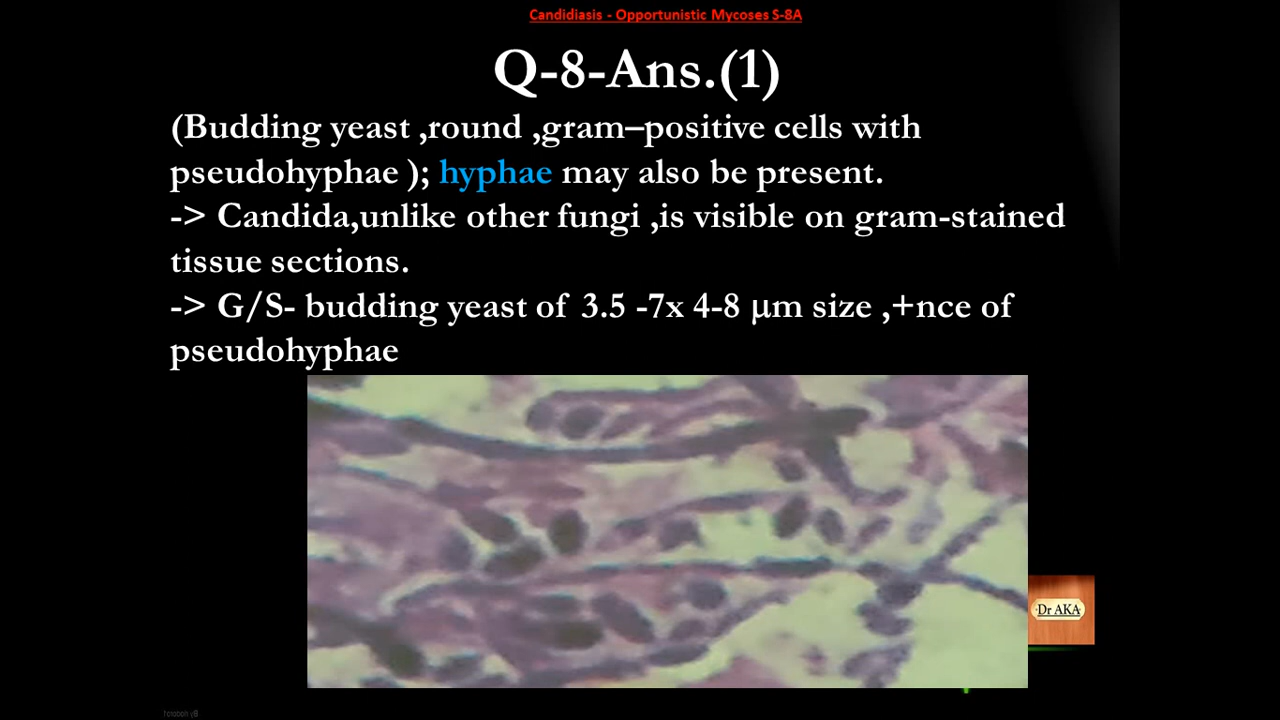 Candidiasis - Opportunistic Mycoses S-8A
Q-8-Ans.(1)
(Budding yeast ,round ,gram–positive cells with
pseudohyphae ); hyphae may also be present.
-> Candida,unlike other fungi ,is visible on gram-stained
tissue sections.
-> G/S- budding yeast of 3.5 -7x 4-8 μm size ,+nce of
pseudohyphae
Dr AKA